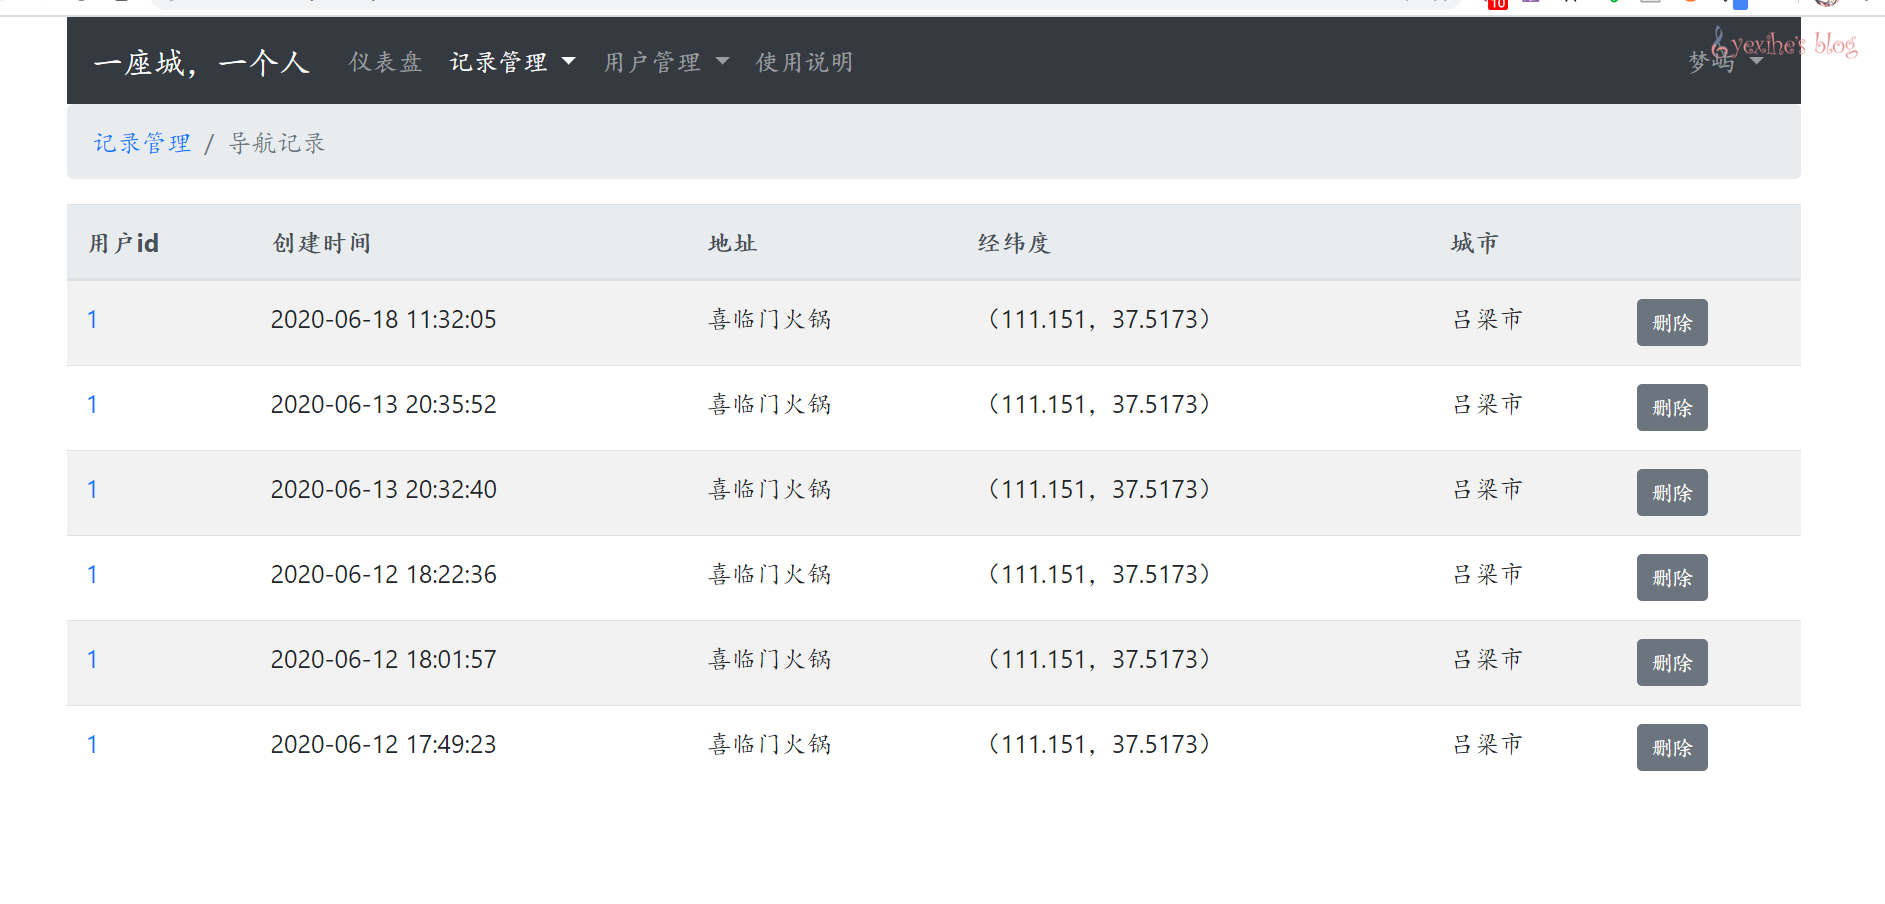 10
一座城，一个人 仪表盘 记录管理 用户管理 使用说明 梦屿
yexihe's blog
记录管理 / 导航记录
用户id 创建时间 地址 经纬度 城市
1 2020-06-18 11:32:05 喜临门火锅 （111.151，37.5173） 吕梁市 删除
1 2020-06-13 20:35:52 喜临门火锅 （111.151，37.5173） 吕梁市 删除
1 2020-06-13 20:32:40 喜临门火锅 （111.151，37.5173） 吕梁市 删除
1 2020-06-12 18:22:36 喜临门火锅 （111.151，37.5173） 吕梁市 删除
1 2020-06-12 18:01:57 喜临门火锅 （111.151，37.5173） 吕梁市 删除
1 2020-06-12 17:49:23 喜临门火锅 （111.151，37.5173） 吕梁市 删除